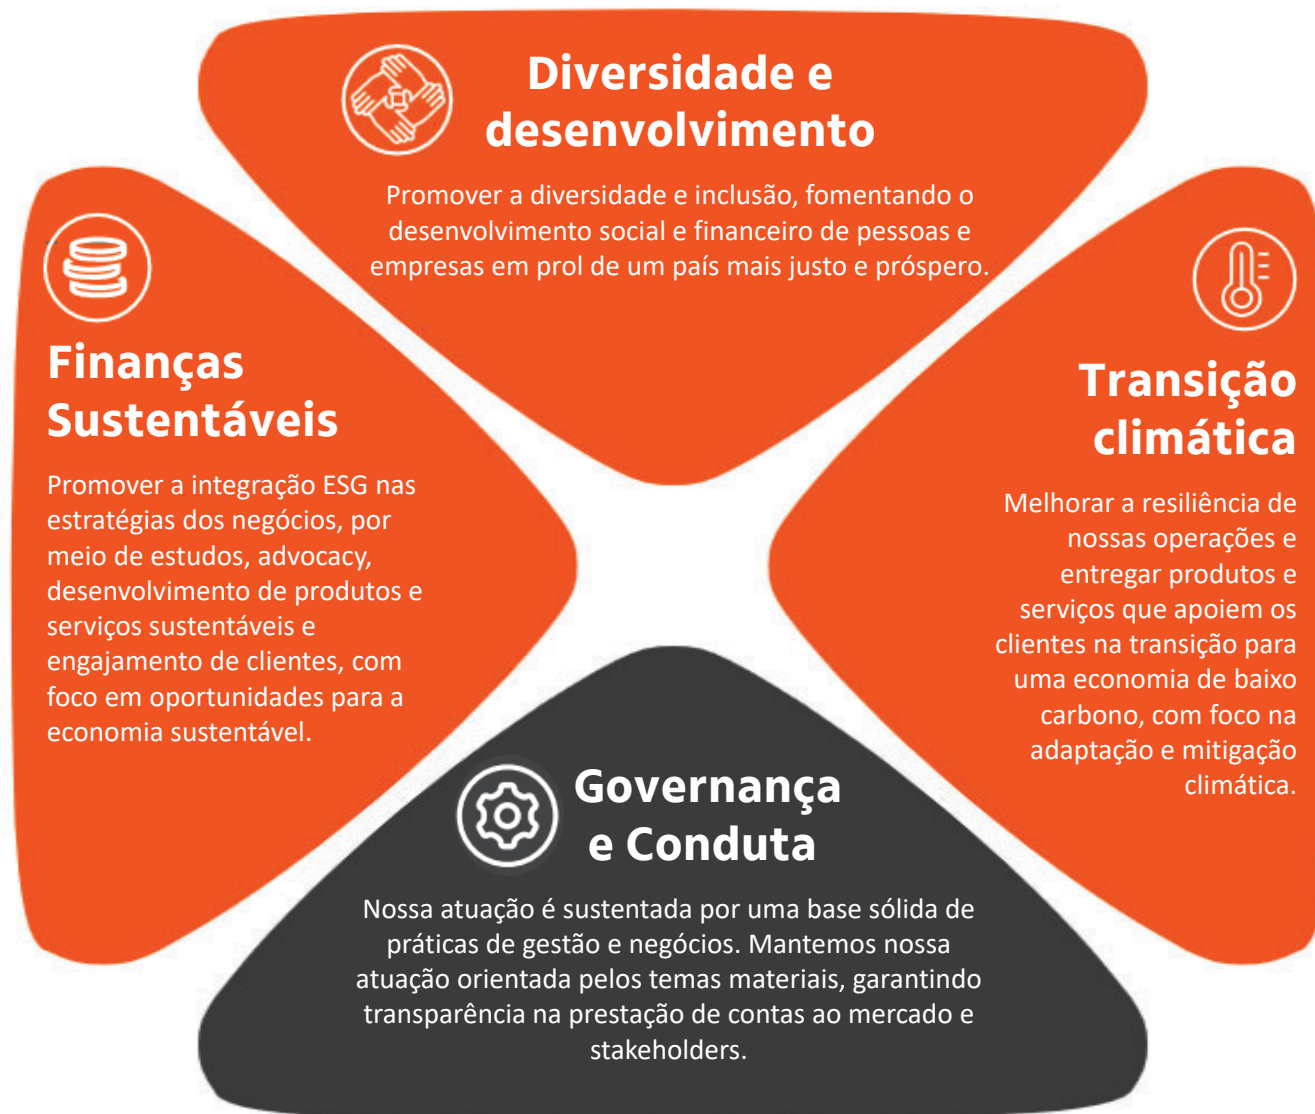 Diversidade e
desenvolvimento
Promover a diversidade e inclusão, fomentando o
desenvolvimento social e financeiro de pessoas e
empresas em prol de um país mais justo e próspero.
Finanças
Sustentáveis
Promover a integração ESG nas
estratégias dos negócios, por
meio de estudos, advocacy,
desenvolvimento de produtos e
serviços sustentáveis e
engajamento de clientes, com
foco em oportunidades para a
economia sustentável.
Transição
climática
Melhorar a resiliência de
nossas operações e
entregar produtos e
serviços que apoiem os
clientes na transição para
uma economia de baixo
carbono, com foco na
adaptação e mitigação
climática.
Governança
e Conduta
Nossa atuação é sustentada por uma base sólida de
práticas de gestão e negócios. Mantemos nossa
atuação orientada pelos temas materiais, garantindo
transparência na prestação de contas ao mercado e
stakeholders.